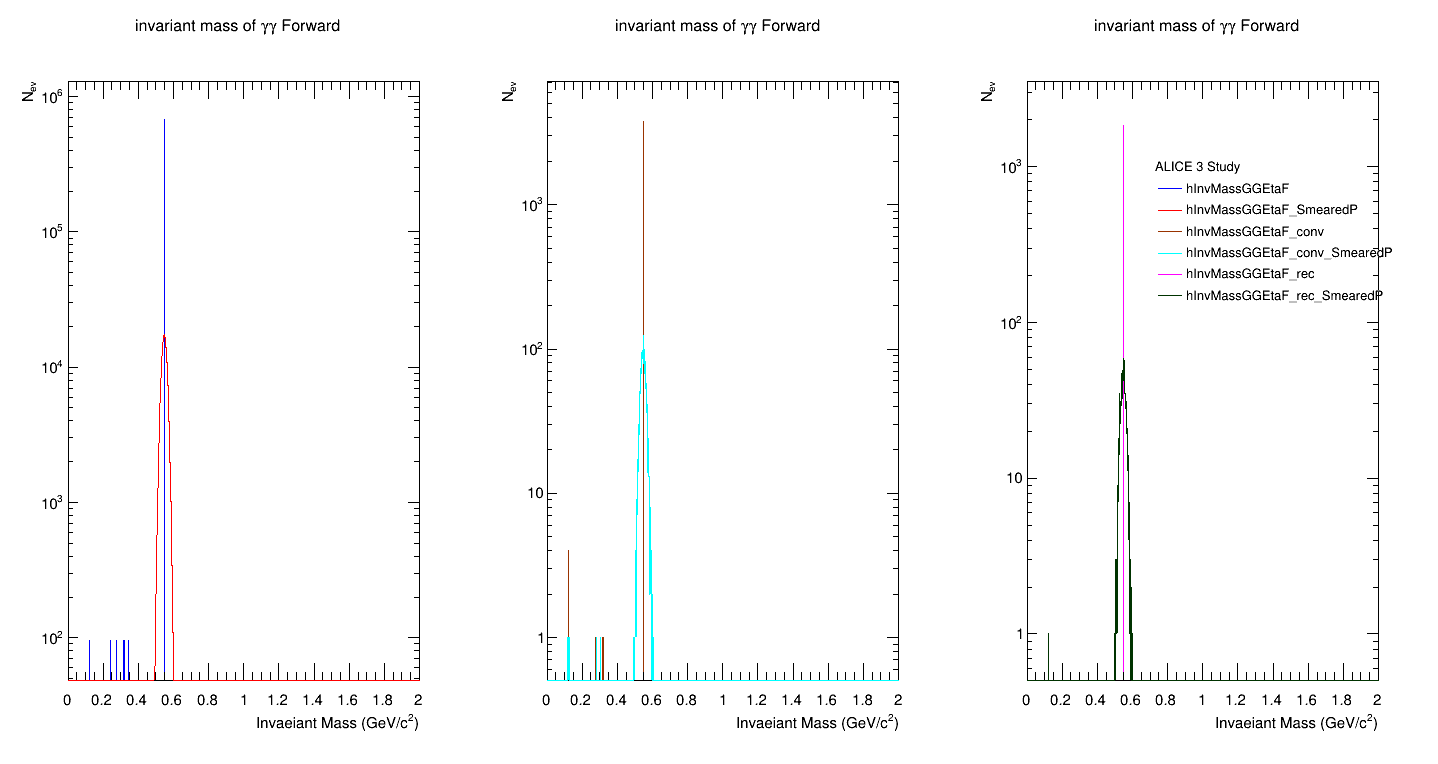 invariant mass of γγ Forward
N_ev
10^6
10^5
10^4
10^3
10^2
0 0.2 0.4 0.6 0.8 1 1.2 1.4 1.6 1.8 2
Invaeiant Mass (GeV/c^2)
invariant mass of γγ Forward
N_ev
10^3
10^2
10
1
0 0.2 0.4 0.6 0.8 1 1.2 1.4 1.6 1.8 2
Invaeiant Mass (GeV/c^2)
invariant mass of γγ Forward
N_ev
10^3
10^2
10
1
ALICE 3 Study
hInvMassGGEtaF
hInvMassGGEtaF_SmearedP
hInvMassGGEtaF_conv
hInvMassGGEtaF_conv_SmearedP
hInvMassGGEtaF_rec
hInvMassGGEtaF_rec_SmearedP
0 0.2 0.4 0.6 0.8 1 1.2 1.4 1.6 1.8 2
Invaeiant Mass (GeV/c^2)